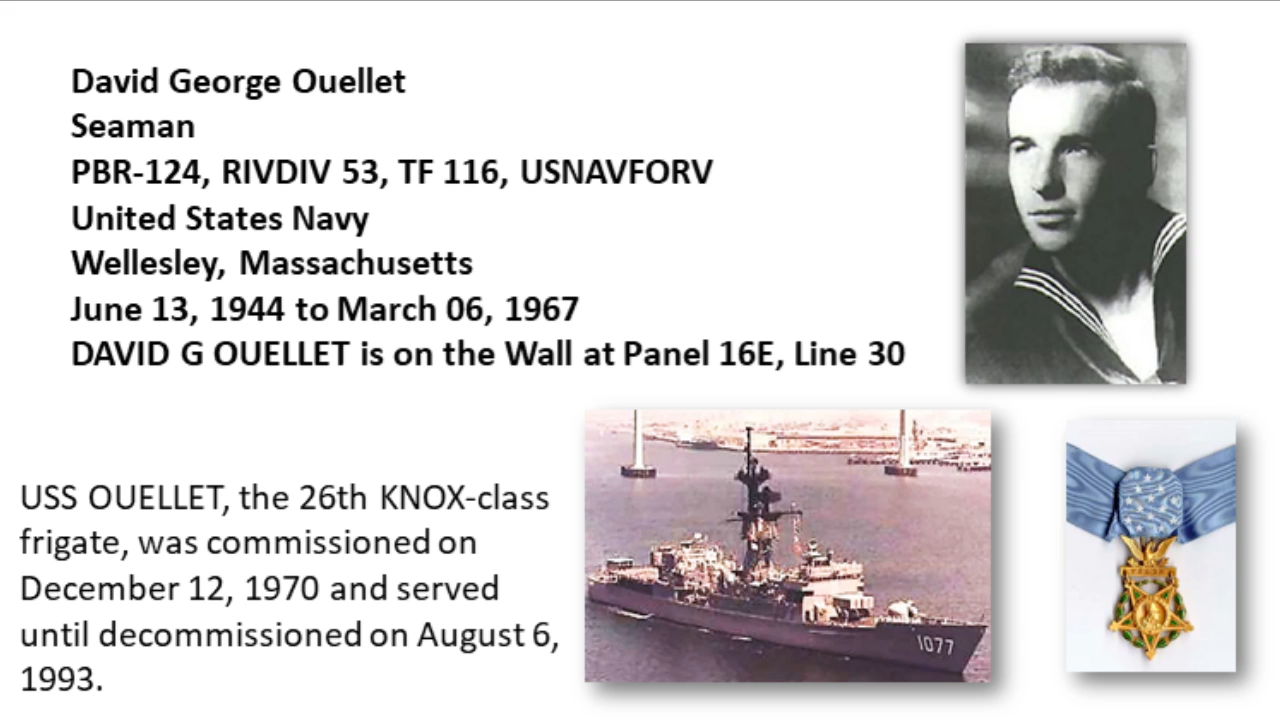 David George Ouellet
Seaman
PBR-124, RIVDIV 53, TF 116, USNAVFORV
United States Navy
Wellesley, Massachusetts
June 13, 1944 to March 06, 1967
DAVID G OUELLET is on the Wall at Panel 16E, Line 30
USS OUELLET, the 26th KNOX-class
frigate, was commissioned on
December 12, 1970 and served
until decommissioned on August 6,
1993.
1077